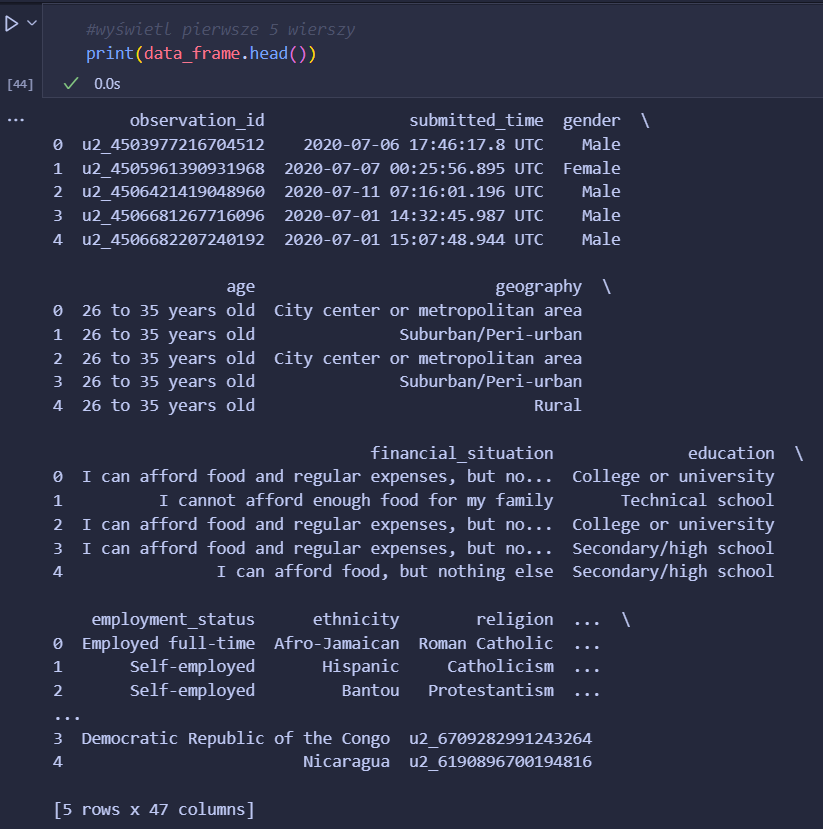 #wyświetl pierwsze 5 wierszy
print(data_frame.head())
[44] 0.0s
...
observation_id submitted_time gender \
0 u2_4503977216704512 2020-07-06 17:46:17.8 UTC Male
1 u2_4505961390931968 2020-07-07 00:25:56.895 UTC Female
2 u2_4506421419048960 2020-07-11 07:16:01.196 UTC Male
3 u2_4506681267716096 2020-07-01 14:32:45.987 UTC Male
4 u2_4506682207240192 2020-07-01 15:07:48.944 UTC Male
age geography \
0 26 to 35 years old City center or metropolitan area
1 26 to 35 years old Suburban/Peri-urban
2 26 to 35 years old City center or metropolitan area
3 26 to 35 years old Suburban/Peri-urban
4 26 to 35 years old Rural
financial_situation education \
0 I can afford food and regular expenses, but no... College or university
1 I cannot afford enough food for my family Technical school
2 I can afford food and regular expenses, but no... College or university
3 I can afford food and regular expenses, but no... Secondary/high school
4 I can afford food, but nothing else Secondary/high school
employment_status ethnicity religion ... \
0 Employed full-time Afro-Jamaican Roman Catholic ...
1 Self-employed Hispanic Catholicism ...
2 Self-employed Bantou Protestantism ...
...
3 Democratic Republic of the Congo u2_6709282991243264
4 Nicaragua u2_6190896700194816
[5 rows x 47 columns]